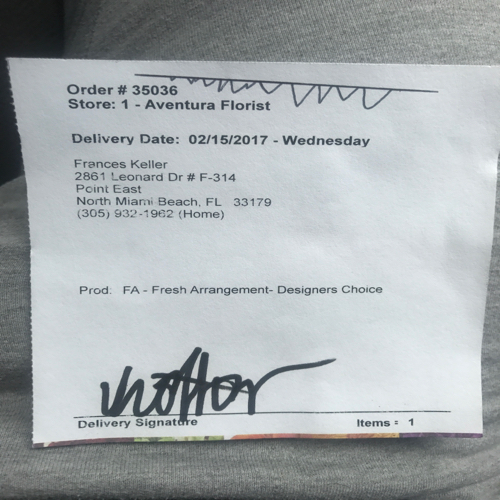 Order # 35036
Store: 1 - Aventura Florist
Delivery Date: 02/15/2017 - Wednesday
Frances Keller
2861 Leonard Dr # F-314
Point East
North Miami Beach, FL 33179
(305) 932-1962 (Home)
Prod: FA - Fresh Arrangement- Designers Choice
Delivery Signature
Items = 1